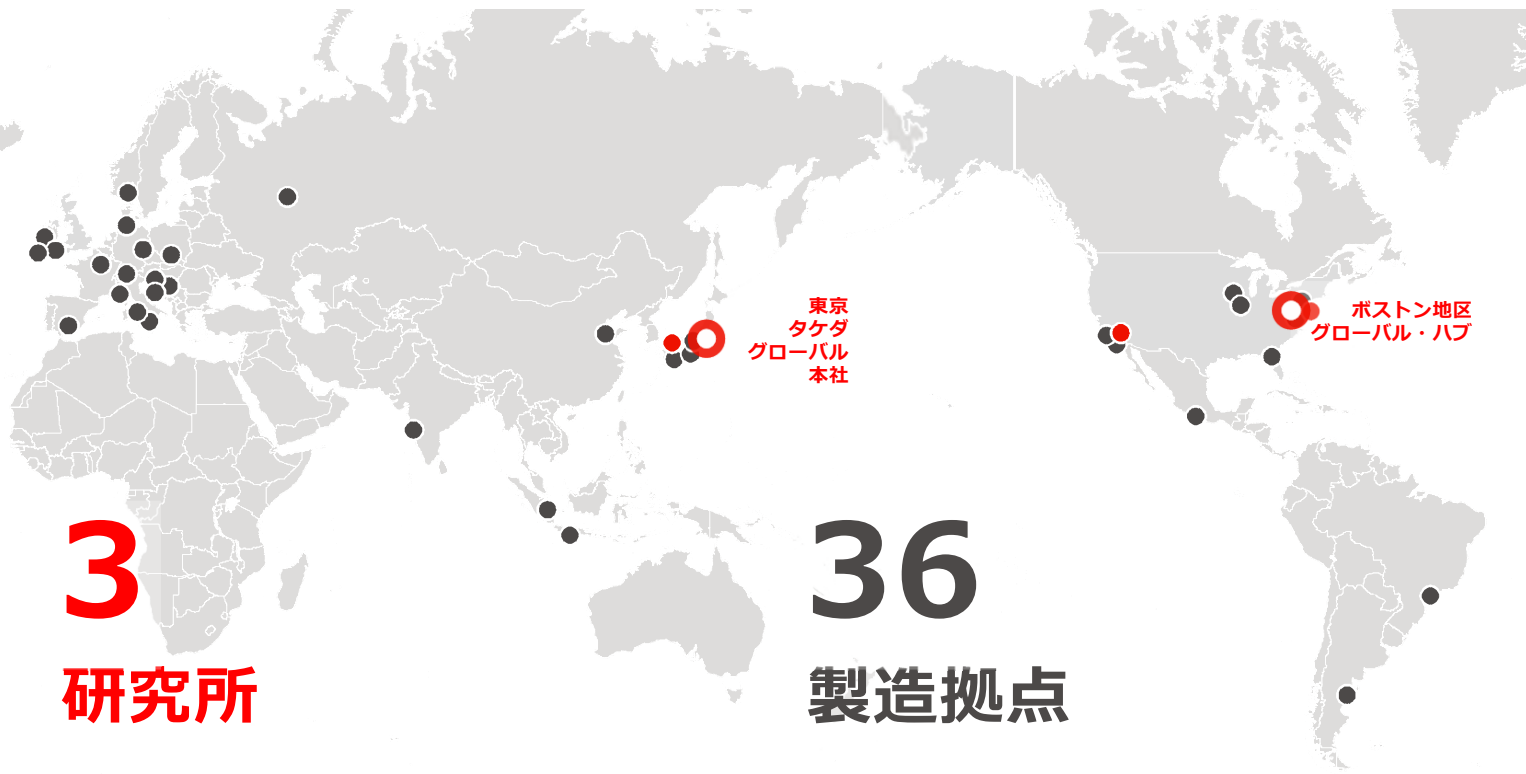 東京
タケダ
グローバル
本社
ボストン地区
グローバル・ハブ
3
研究所
36
製造拠点